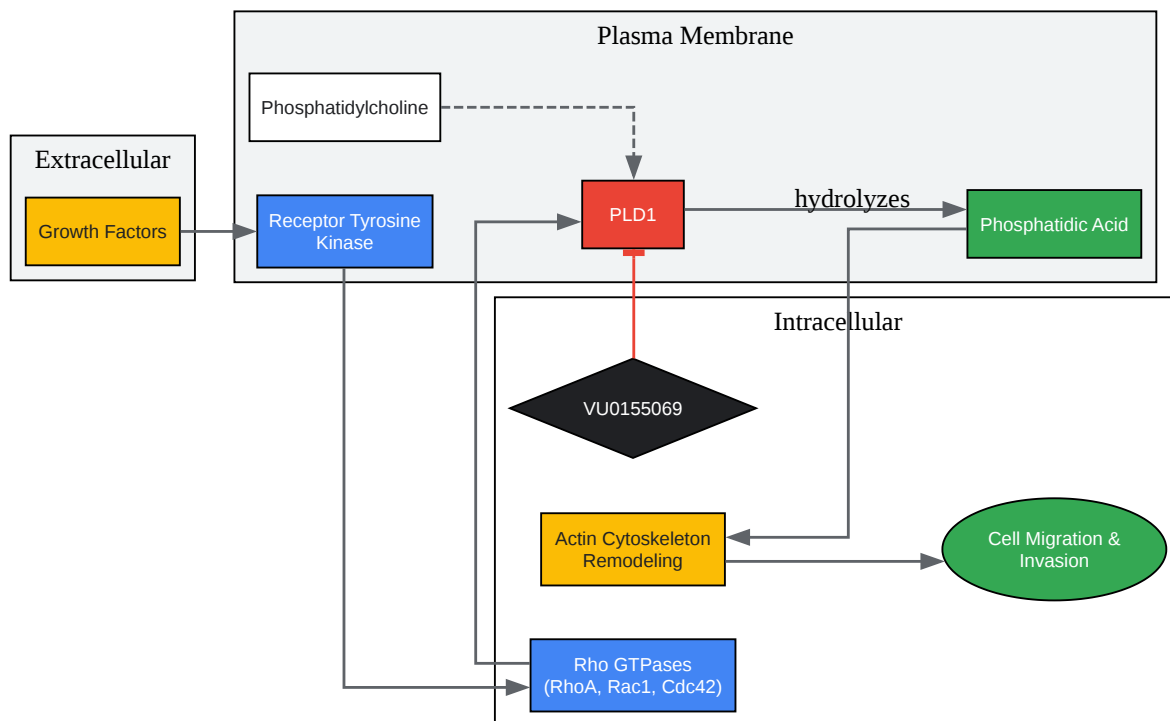 Plasma Membrane
Phosphatidylcholine
Extracellular
Growth Factors
Receptor Tyrosine
Kinase
PLD1
hydrolyzes
Phosphatidic Acid
Intracellular
VU0155069
Actin Cytoskeleton
Remodeling
Cell Migration &
Invasion
Rho GTPases
(RhoA, Rac1, Cdc42)